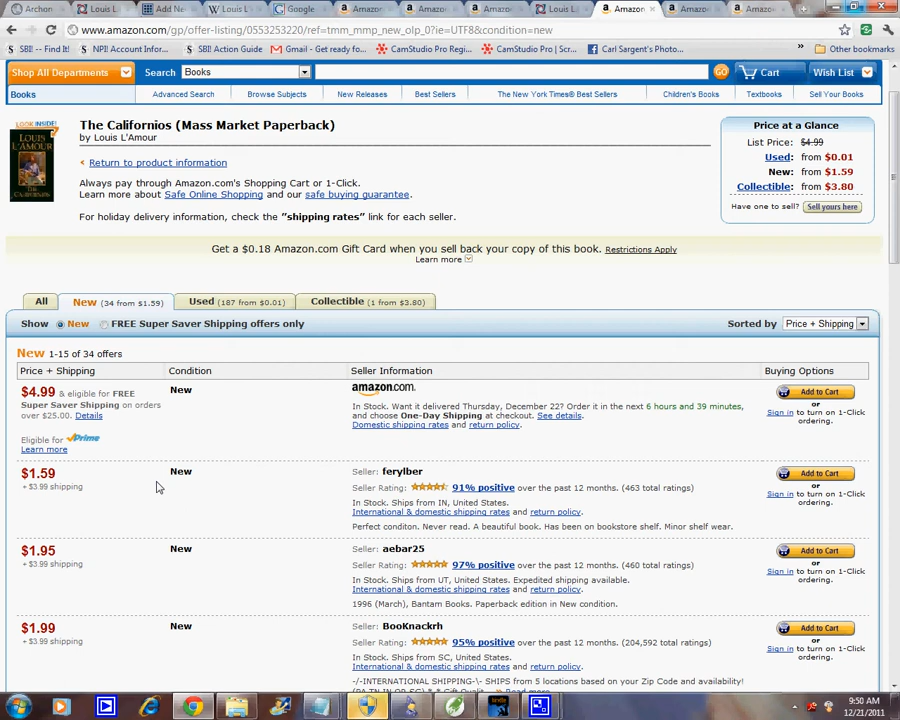 Archon
Louis L
Add Ne
Louis L
Google
Amazo
Amazo
Amazo
Louis L
Amaz
Amazo
Amazo
www.amazon.com/gp/offer-listing/0553253220/ref=tmm_mmp_new_olp_0?ie=UTF8&condition=new
SBI! -- Find It!
NPI! Account Infor...
SBI! Action Guide
Gmail - Get ready fo...
CamStudio Pro Regi...
CamStudio Pro | Scr...
Carl Sargent's Photo...
» Other bookmarks
Shop All Departments
Search Books
GO
Cart
Wish List
Books
Advanced Search
Browse Subjects
New Releases
Best Sellers
The New York Times® Best Sellers
Children's Books
Textbooks
Sell Your Books
LOOK INSIDE!
LOUIS L'AMOUR
The Californios (Mass Market Paperback)
by Louis L'Amour
‹ Return to product information
Always pay through Amazon.com's Shopping Cart or 1-Click.
Learn more about Safe Online Shopping and our safe buying guarantee.
For holiday delivery information, check the "shipping rates" link for each seller.
Price at a Glance
List Price: $4.99
Used: from $0.01
New: from $1.59
Collectible: from $3.80
Have one to sell? Sell yours here
Get a $0.18 Amazon.com Gift Card when you sell back your copy of this book. Restrictions Apply
Learn more
All
New (34 from $1.59)
Used (187 from $0.01)
Collectible (1 from $3.80)
Show New FREE Super Saver Shipping offers only
Sorted by Price + Shipping
New 1-15 of 34 offers
Price + Shipping
Condition
Seller Information
Buying Options
$4.99 & eligible for FREE
Super Saver Shipping on orders
over $25.00. Details
Eligible for Prime
Learn more
New
amazon.com.
In Stock. Want it delivered Thursday, December 22? Order it in the next 6 hours and 39 minutes,
and choose One-Day Shipping at checkout. See details.
Domestic shipping rates and return policy.
Add to Cart
or
Sign in to turn on 1-Click
ordering.
$1.59
+ $3.99 shipping
New
Seller: ferylber
Seller Rating: 91% positive over the past 12 months. (463 total ratings)
In Stock. Ships from IN, United States.
International & domestic shipping rates and return policy.
Perfect conditon. Never read. A beautiful book. Has been on bookstore shelf. Minor shelf wear.
Add to Cart
or
Sign in to turn on 1-Click
ordering.
$1.95
+ $3.99 shipping
New
Seller: aebar25
Seller Rating: 97% positive over the past 12 months. (460 total ratings)
In Stock. Ships from UT, United States. Expedited shipping available.
International & domestic shipping rates and return policy.
1996 (March), Bantam Books. Paperback edition in New condition.
Add to Cart
or
Sign in to turn on 1-Click
ordering.
$1.99
+ $3.99 shipping
New
Seller: BooKnackrh
Seller Rating: 95% positive over the past 12 months. (204,592 total ratings)
In Stock. Ships from SC, United States.
International & domestic shipping rates and return policy.
-/-INTERNATIONAL SHIPPING-\- SHIPS from 5 locations based on your Zip Code and availability!
Add to Cart
or
Sign in to turn on 1-Click
ordering.
9:50 AM
12/21/2011